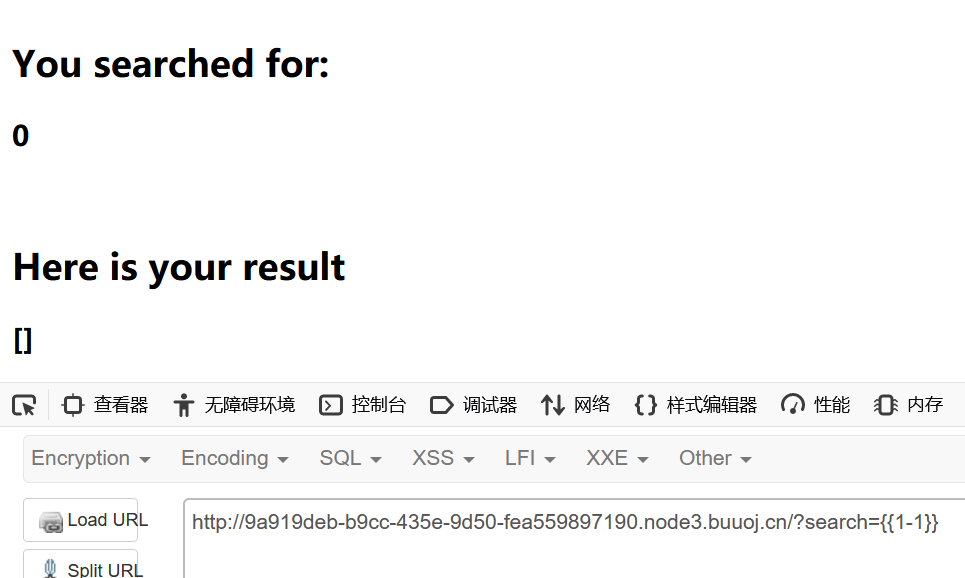 You searched for:
0
Here is your result
[]
查看器 无障碍环境 控制台 调试器 网络 {} 样式编辑器 性能 内存
Encryption Encoding SQL XSS LFI XXE Other
Load URL http://9a919deb-b9cc-435e-9d50-fea559897190.node3.buuoj.cn/?search={{1-1}}
Split URL